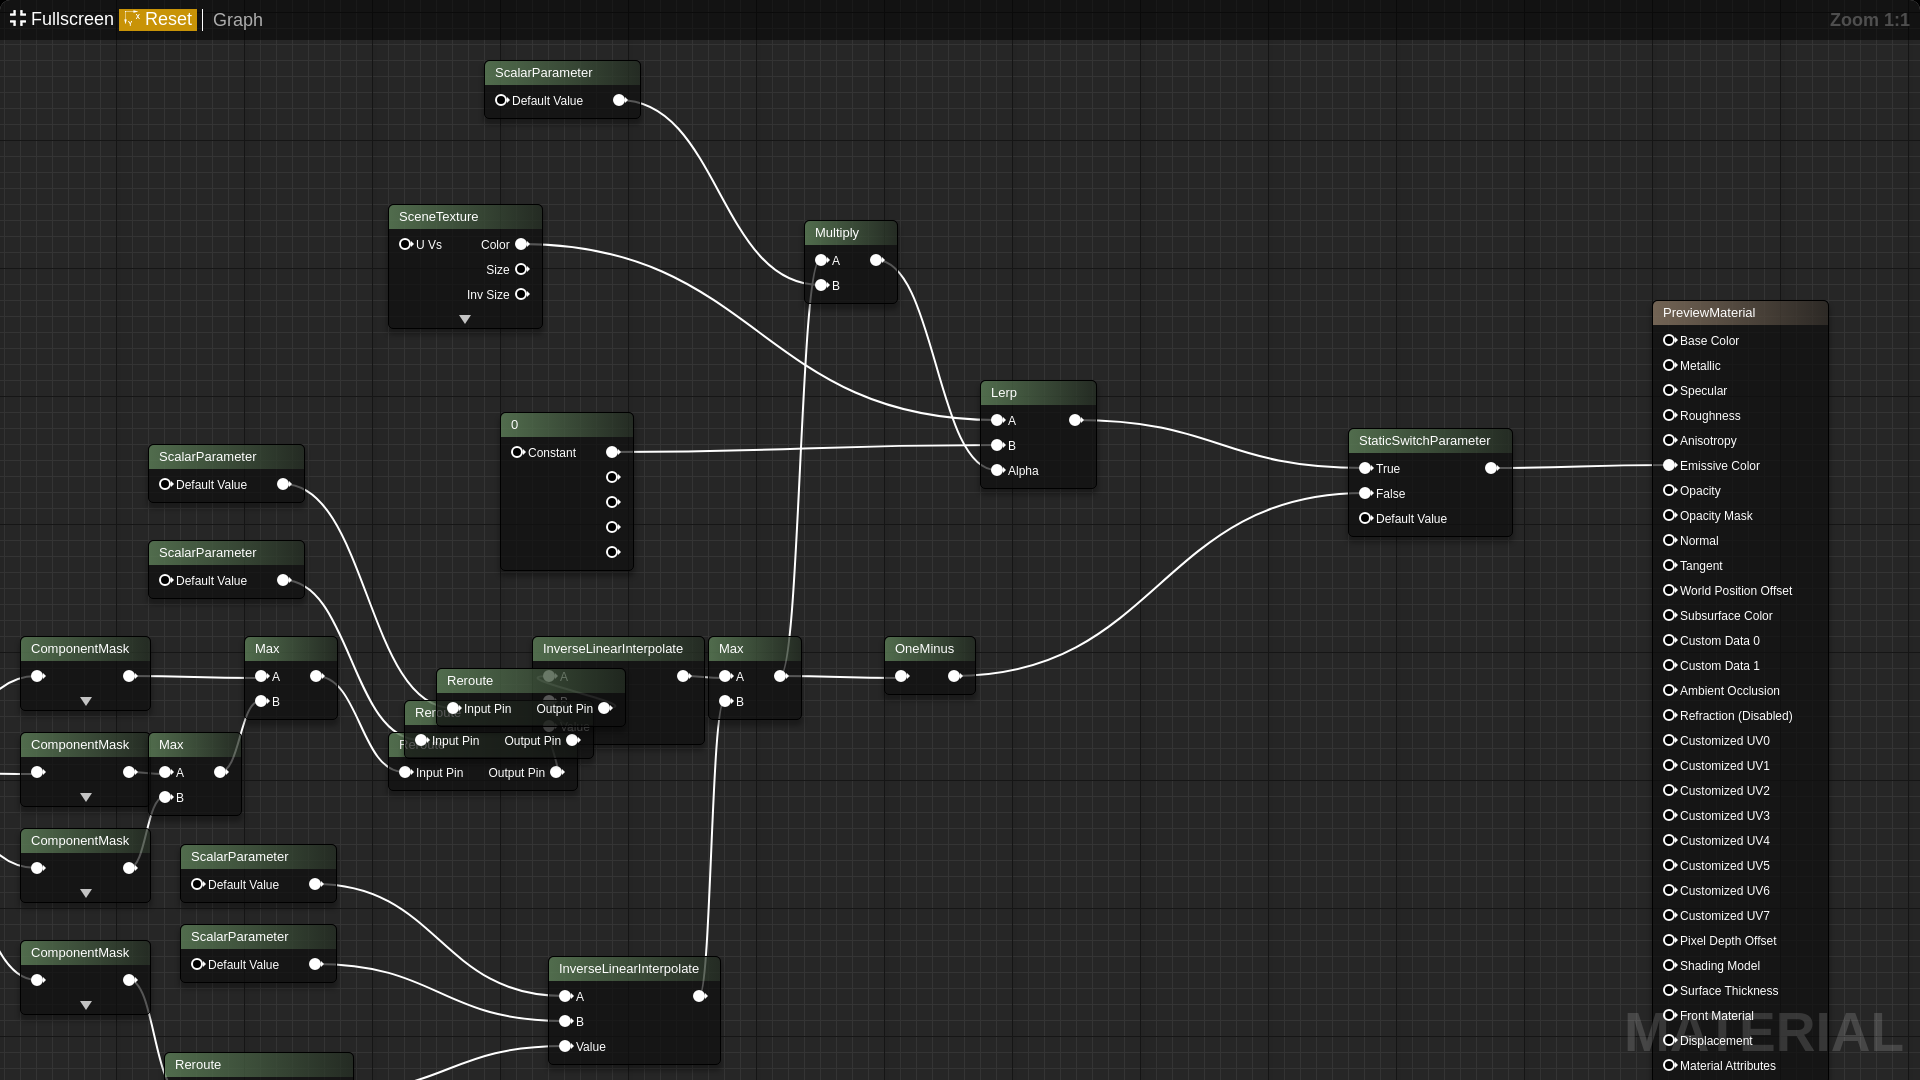 Fullscreen Reset Graph
Zoom 1:1
ScalarParameter
Default Value
SceneTexture
U Vs Color
Size
Inv Size
Multiply
A
B
PreviewMaterial
Base Color
Metallic
Specular
Roughness
Anisotropy
Emissive Color
Opacity
Opacity Mask
Normal
Tangent
World Position Offset
Subsurface Color
Custom Data 0
Custom Data 1
Ambient Occlusion
Refraction (Disabled)
Customized UV0
Customized UV1
Customized UV2
Customized UV3
Customized UV4
Customized UV5
Customized UV6
Customized UV7
Pixel Depth Offset
Shading Model
Surface Thickness
Front Material
Displacement
Material Attributes
MATERIAL
Lerp
A
B
Alpha
0
Constant
StaticSwitchParameter
True
False
Default Value
ScalarParameter
Default Value
ScalarParameter
Default Value
ComponentMask
Max
A
B
InverseLinearInterpolate
A
B
Value
Max
A
B
OneMinus
Reroute
Input Pin Output Pin
Reroute
Input Pin Output Pin
Reroute
Input Pin Output Pin
ComponentMask
Max
A
B
ComponentMask
ScalarParameter
Default Value
ScalarParameter
Default Value
ComponentMask
InverseLinearInterpolate
A
B
Value
Reroute